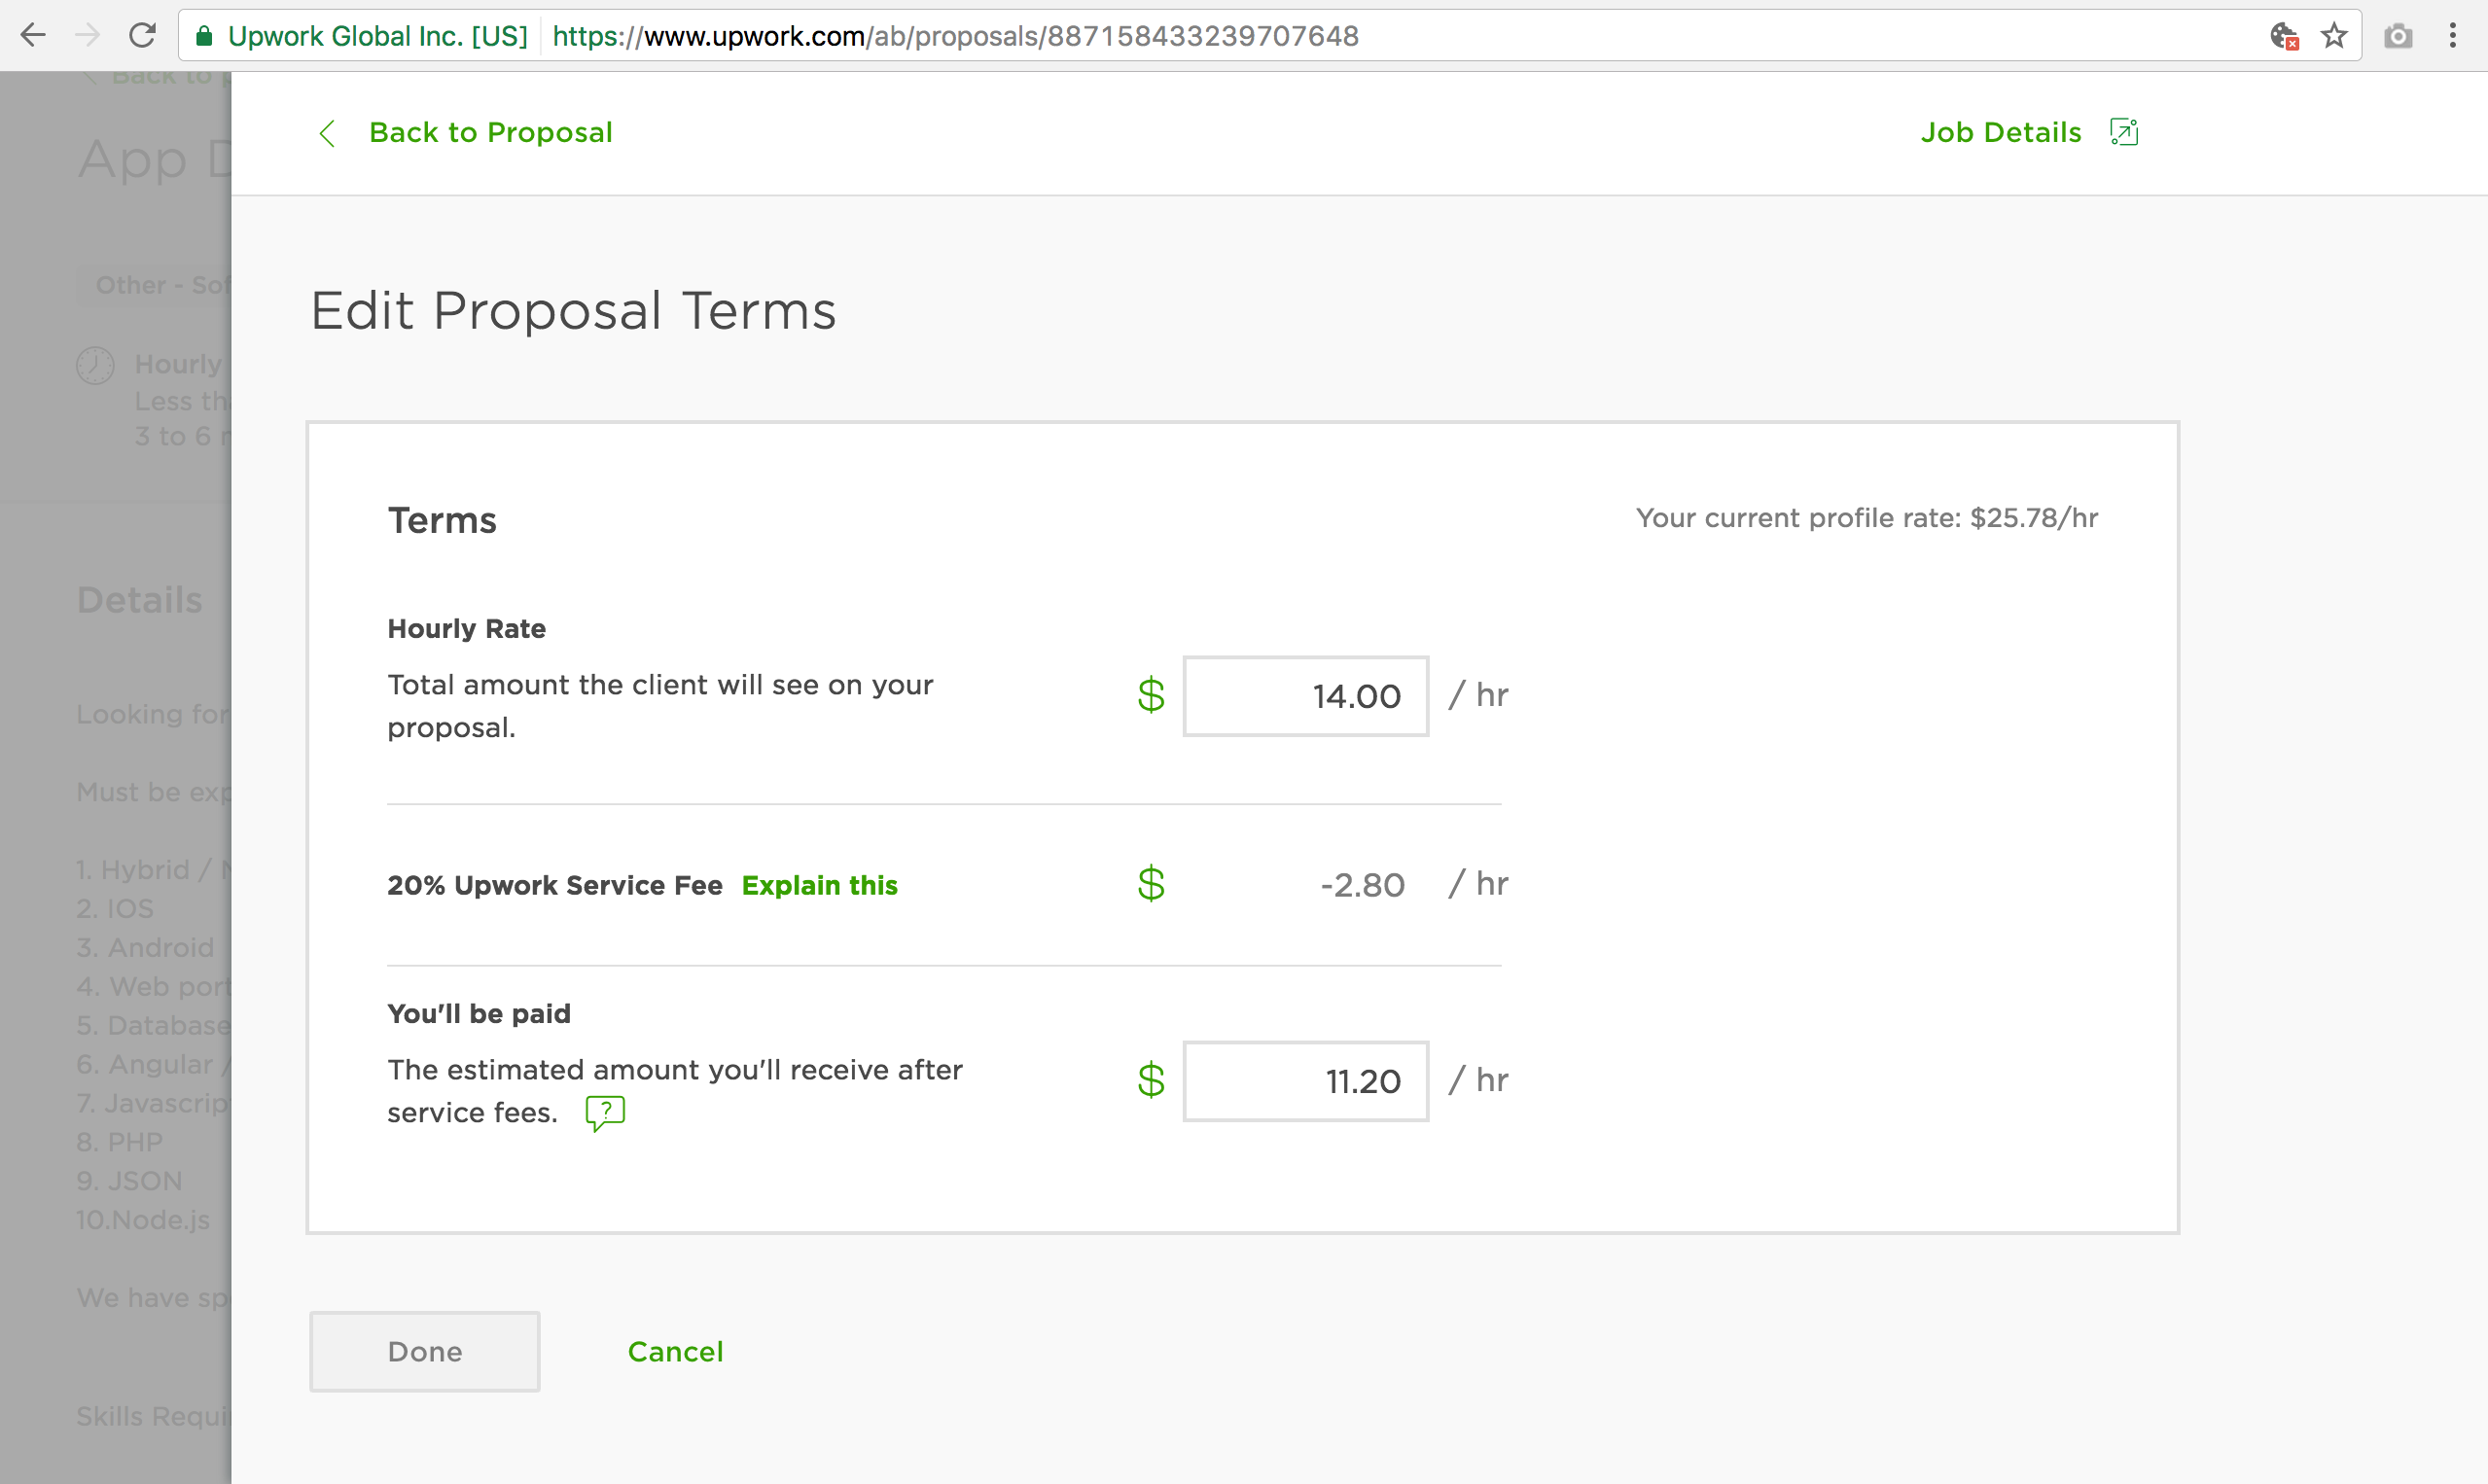 Upwork Global Inc. [US] https://www.upwork.com/ab/proposals/887158433239707648
Back to
App
Other - Sof
Hourly
Less
3 to 6
Details
Looking for
Must be exp
1. Hybrid /
2. IOS
3. Android
4. Web port
5. Database
6. Angular /
7. Javascrip
8. PHP
9. JSON
10.Node.js
We have sp
Skills Requi
Back to Proposal
Job Details
Edit Proposal Terms
Terms
Your current profile rate: $25.78/hr
Hourly Rate
Total amount the client will see on your
proposal.
$ 14.00 / hr
20% Upwork Service Fee Explain this $ -2.80 / hr
You'll be paid
The estimated amount you'll receive after
service fees. ?
$ 11.20 / hr
Done Cancel